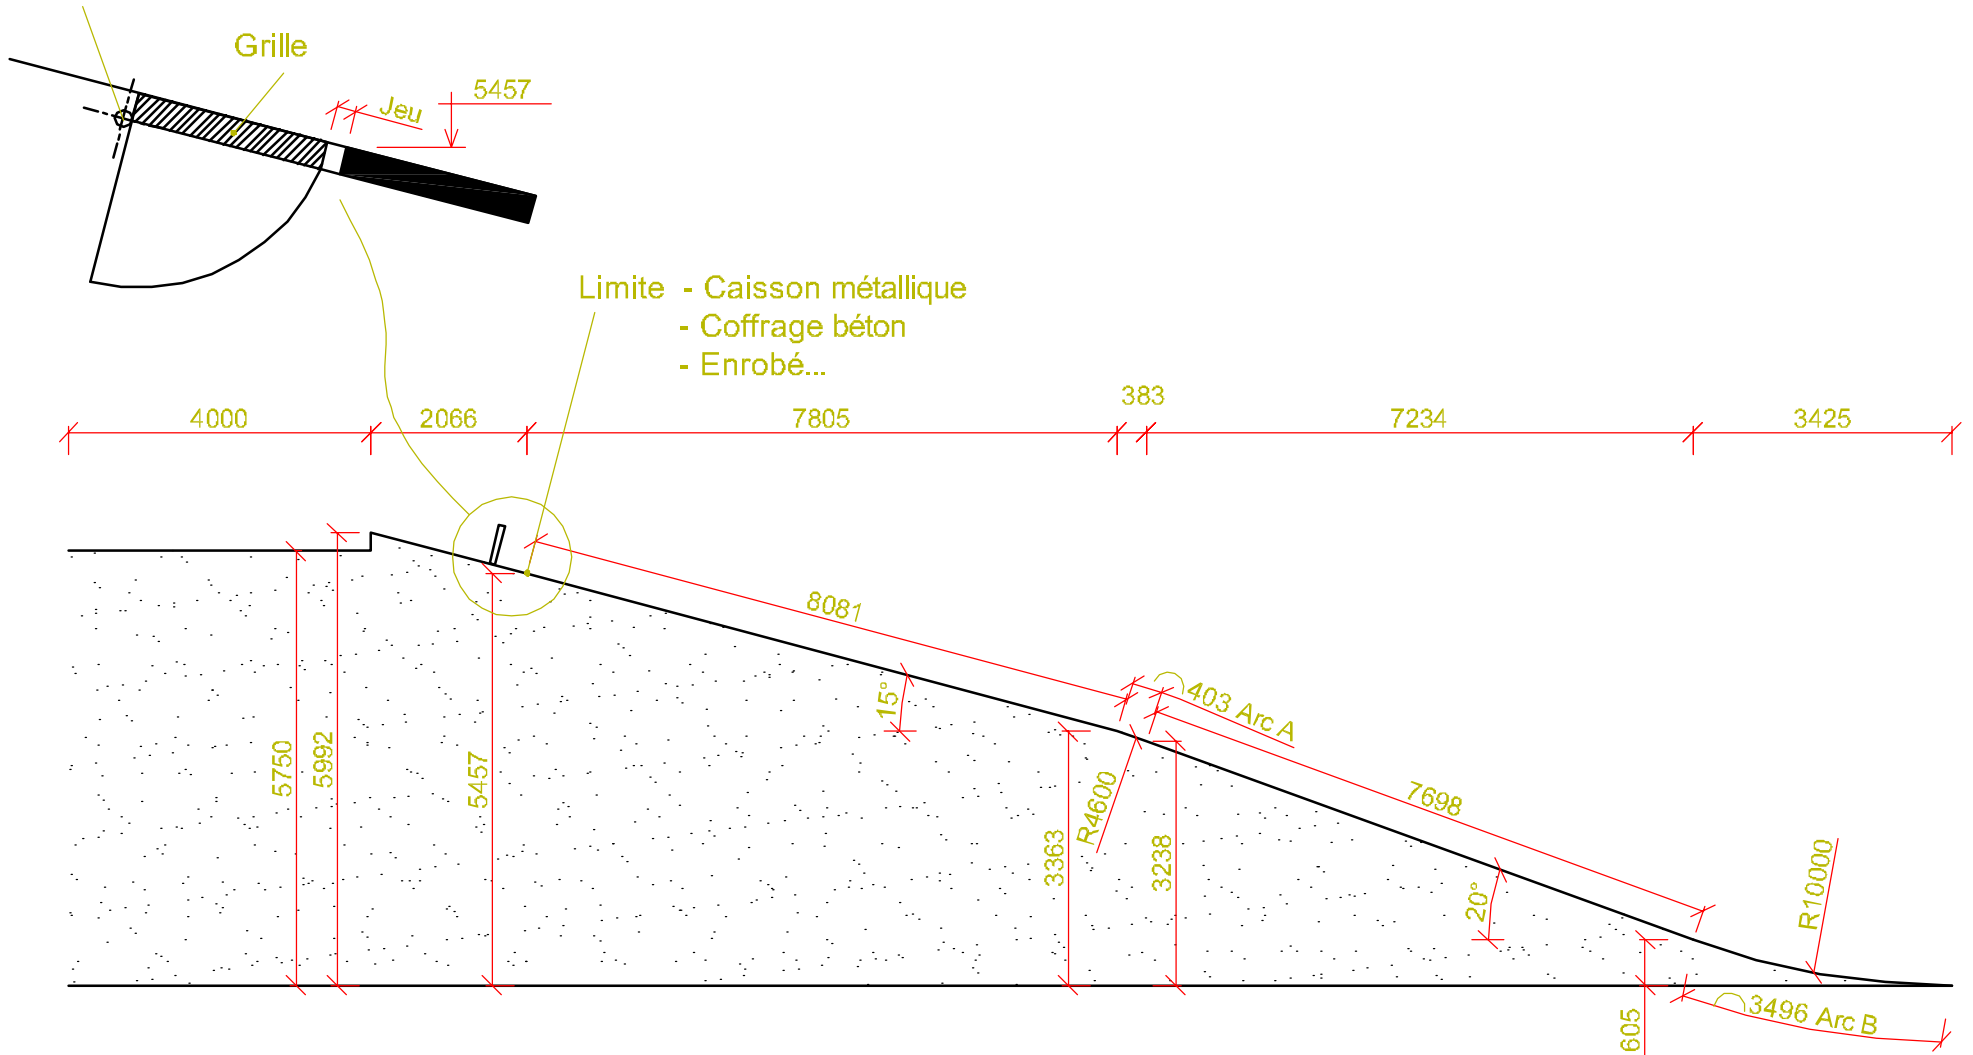 Grille
Jeu
5457
Limite - Caisson métallique
- Coffrage béton
- Enrobé...
383
4000
2066
7805
7234
3425
8081
15°
403 Arc A
5750
5992
5457
3363
R4600
3238
7698
20°
R10000
605
3496 Arc B